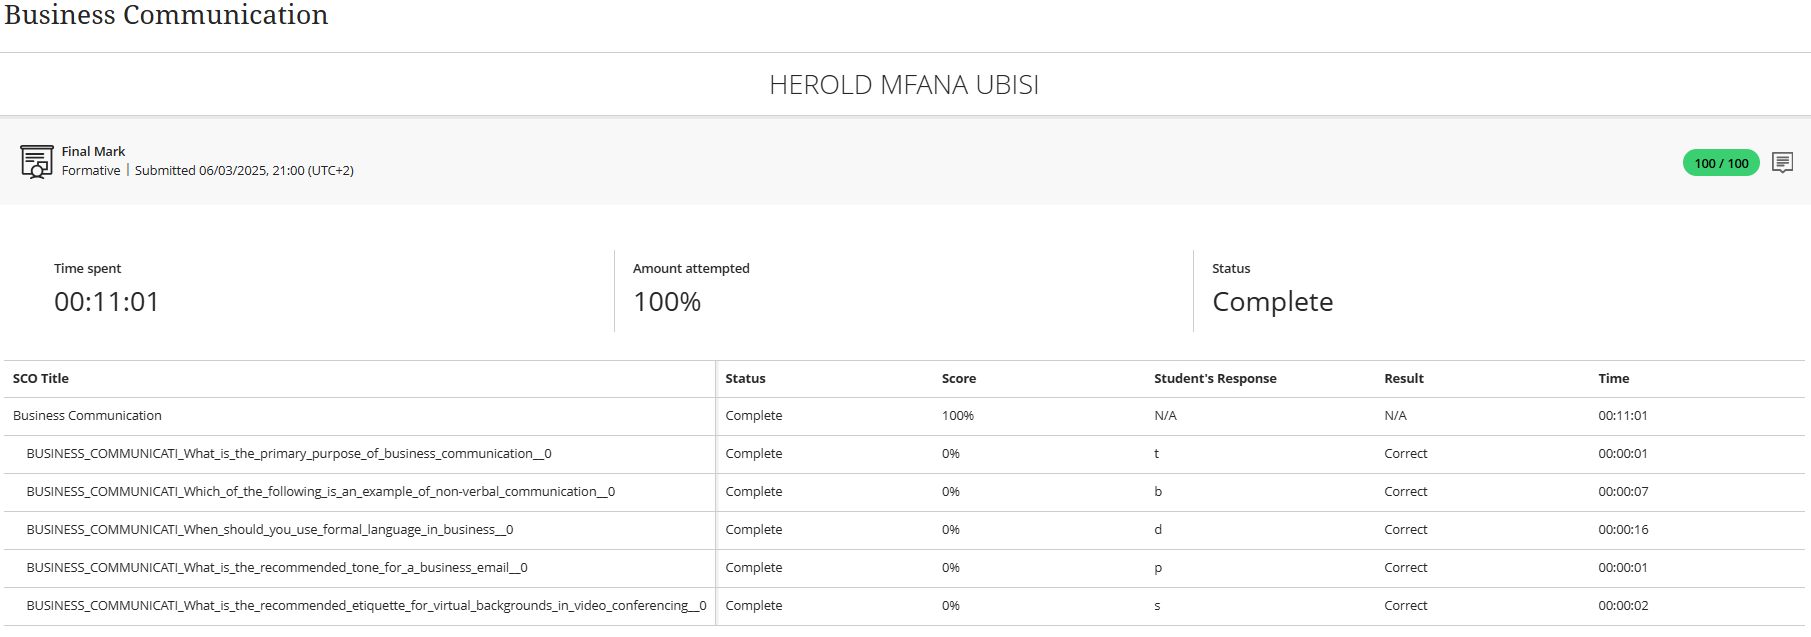 Business Communication
HEROLD MFANA UBISI
Final Mark
Formative | Submitted 06/03/2025, 21:00 (UTC+2)
100 / 100
Time spent
00:11:01
Amount attempted
100%
Status
Complete
SCO Title Status Score Student's Response Result Time
Business Communication Complete 100% N/A N/A 00:11:01
BUSINESS_COMMUNICATI_What_is_the_primary_purpose_of_business_communication__0 Complete 0% t Correct 00:00:01
BUSINESS_COMMUNICATI_Which_of_the_following_is_an_example_of_non-verbal_communication__0 Complete 0% b Correct 00:00:07
BUSINESS_COMMUNICATI_When_should_you_use_formal_language_in_business__0 Complete 0% d Correct 00:00:16
BUSINESS_COMMUNICATI_What_is_the_recommended_tone_for_a_business_email__0 Complete 0% p Correct 00:00:01
BUSINESS_COMMUNICATI_What_is_the_recommended_etiquette_for_virtual_backgrounds_in_video_conferencing__0 Complete 0% s Correct 00:00:02